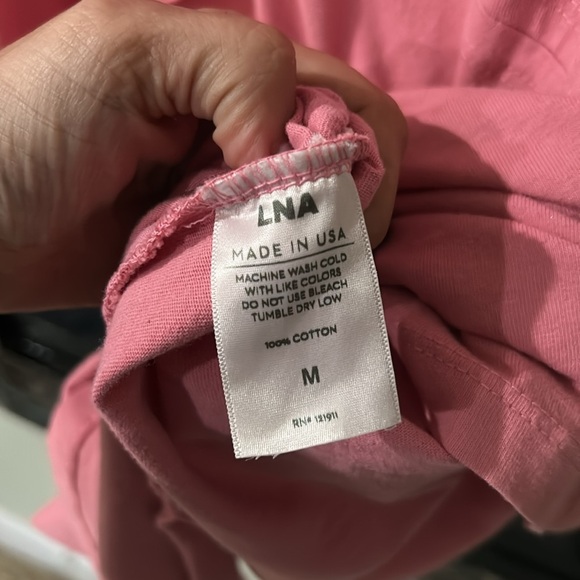 LNA
MADE IN USA
MACHINE WASH COLD
WITH LIKE COLORS
DO NOT USE BLEACH
TUMBLE DRY LOW
100% COTTON
M
RN# 121911